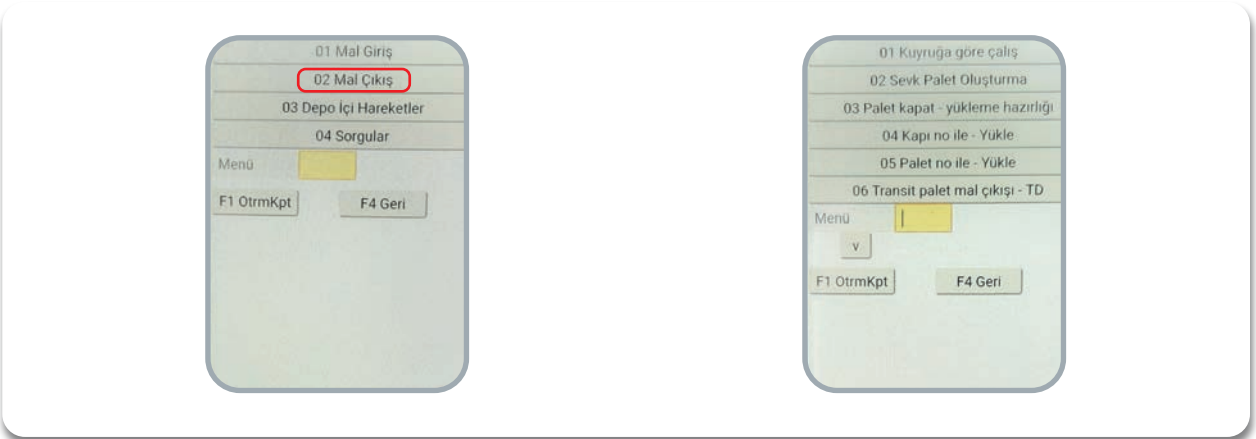 01 Mal Giriş
02 Mal Çıkış
03 Depo İçi Hareketler
04 Sorgular
Menü
F1 OtrmKpt
F4 Geri
01 Kuyruğa göre çalış
02 Sevk Palet Oluşturma
03 Palet kapat - yükleme hazırlığı
04 Kapı no ile - Yükle
05 Palet no ile - Yükle
06 Transit palet mal çıkışı - TD
Menü
v
F1 OtrmKpt
F4 Geri